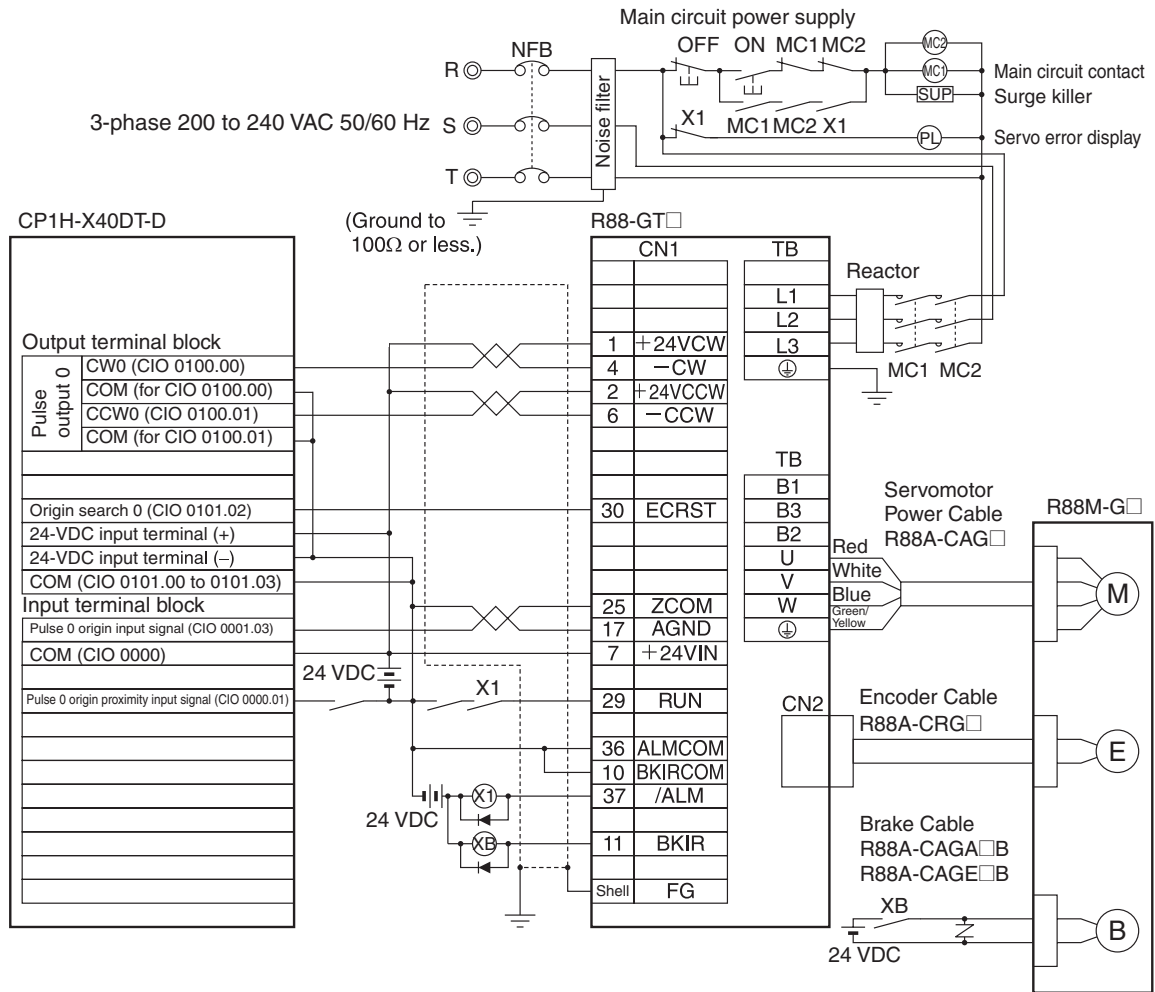 Main circuit power supply
NFB
OFF ON MC1 MC2
MC2
R
MC1
Main circuit contact
SUP
Surge killer
Noise filter
3-phase 200 to 240 VAC 50/60 Hz S
X1
MC1 MC2 X1
PL
Servo error display
T
CP1H-X40DT-D
(Ground to
100Ω or less.)
R88-GT□
CN1
TB
Reactor
L1
L2
L3
MC1 MC2
Output terminal block
Pulse output 0
CW0 (CIO 0100.00)
COM (for CIO 0100.00)
CCW0 (CIO 0100.01)
COM (for CIO 0100.01)
1 +24VCW
4 −CW
2 +24VCCW
6 −CCW
Origin search 0 (CIO 0101.02)
24-VDC input terminal (+)
24-VDC input terminal (−)
COM (CIO 0101.00 to 0101.03)
30 ECRST
Input terminal block
Pulse 0 origin input signal (CIO 0001.03)
COM (CIO 0000)
25 ZCOM
17 AGND
7 +24VIN
24 VDC
Pulse 0 origin proximity input signal (CIO 0000.01)
X1
29 RUN
36 ALMCOM
10 BKIRCOM
X1
37 /ALM
24 VDC
XB
11 BKIR
Shell FG
TB
B1
B3
B2
U
V
W
Red
White
Blue
Green/
Yellow
Servomotor
Power Cable
R88A-CAG□
R88M-G□
M
CN2
Encoder Cable
R88A-CRG□
E
Brake Cable
R88A-CAGA□B
R88A-CAGE□B
XB
24 VDC
B